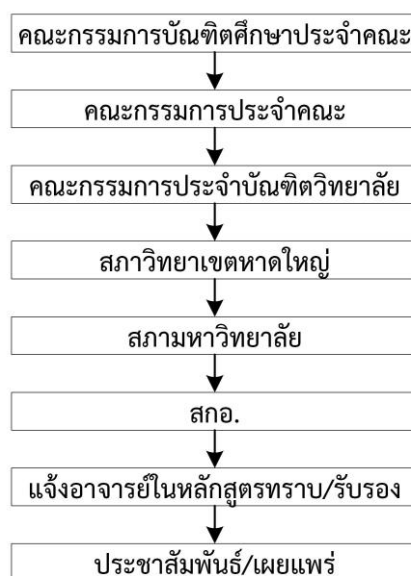 คณะกรรมการบัณฑิตศึกษาประจำคณะ
คณะกรรมการประจำคณะ
คณะกรรมการประจำบัณฑิตวิทยาลัย
สภาวิทยาเขตหาดใหญ่
สภามหาวิทยาลัย
สกอ.
แจ้งอาจารย์ในหลักสูตรทราบ/รับรอง
ประชาสัมพันธ์/เผยแพร่